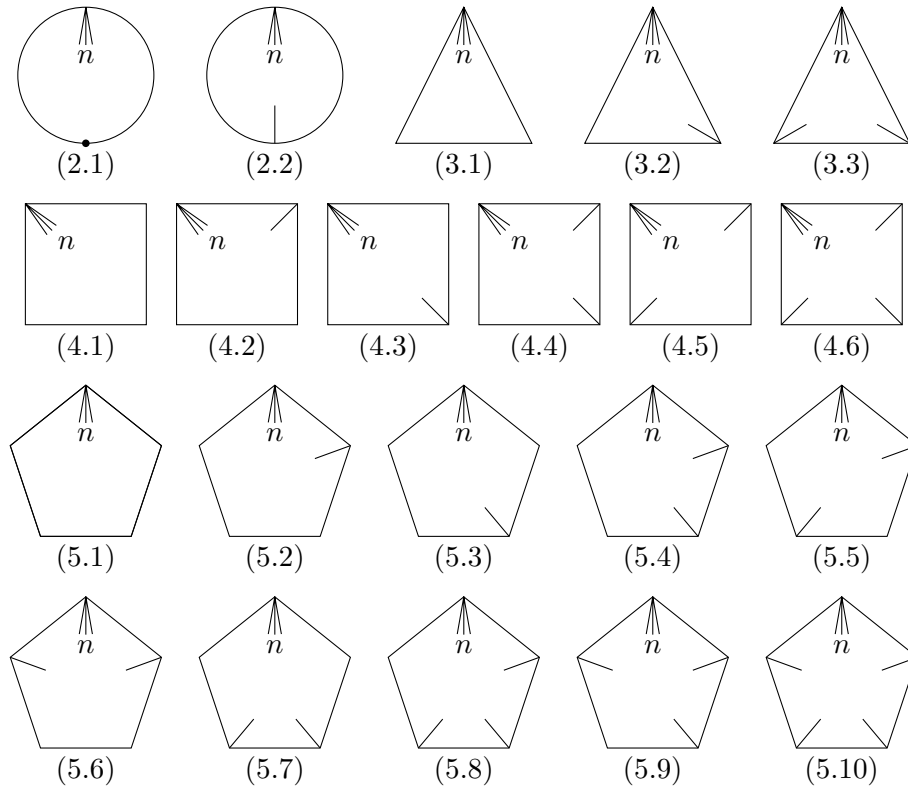 n n n n n
(2.1) (2.2) (3.1) (3.2) (3.3)
n n n n n n
(4.1) (4.2) (4.3) (4.4) (4.5) (4.6)
n n n n n
(5.1) (5.2) (5.3) (5.4) (5.5)
n n n n n
(5.6) (5.7) (5.8) (5.9) (5.10)